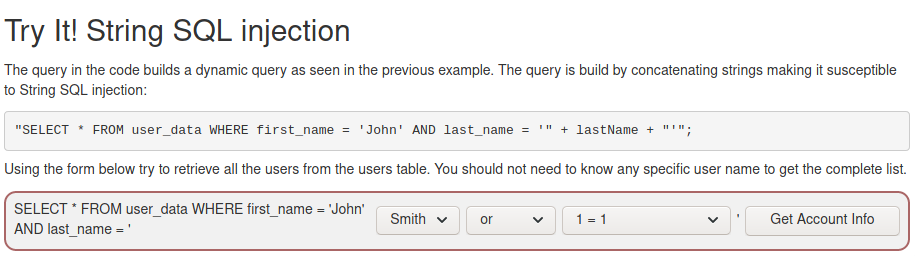 Try It! String SQL injection
The query in the code builds a dynamic query as seen in the previous example. The query is build by concatenating strings making it susceptible
to String SQL injection:
"SELECT * FROM user_data WHERE first_name = 'John' AND last_name = '" + lastName + "'";
Using the form below try to retrieve all the users from the users table. You should not need to know any specific user name to get the complete list.
SELECT * FROM user_data WHERE first_name = 'John'
AND last_name = '
Smith or 1 = 1 ' Get Account Info